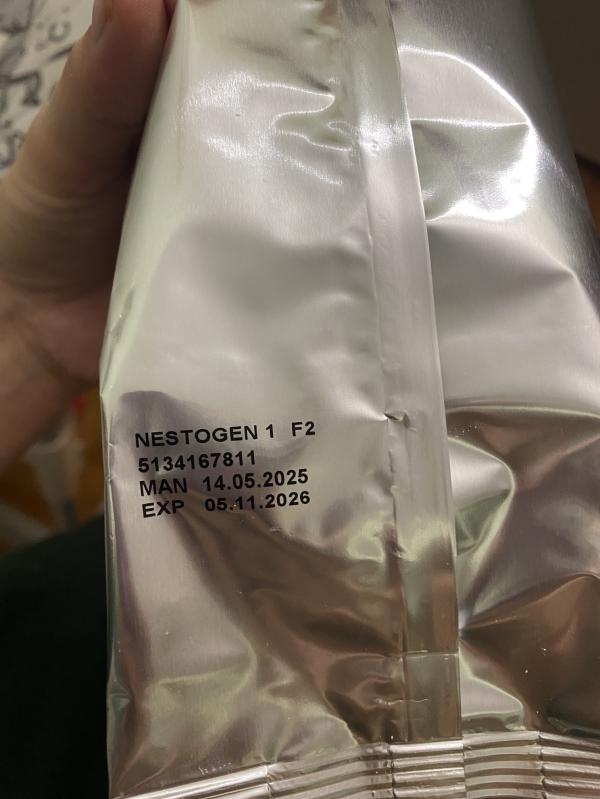 NESTOGEN 1 F2
5134167811
MAN 14.05.2025
EXP 05.11.2026